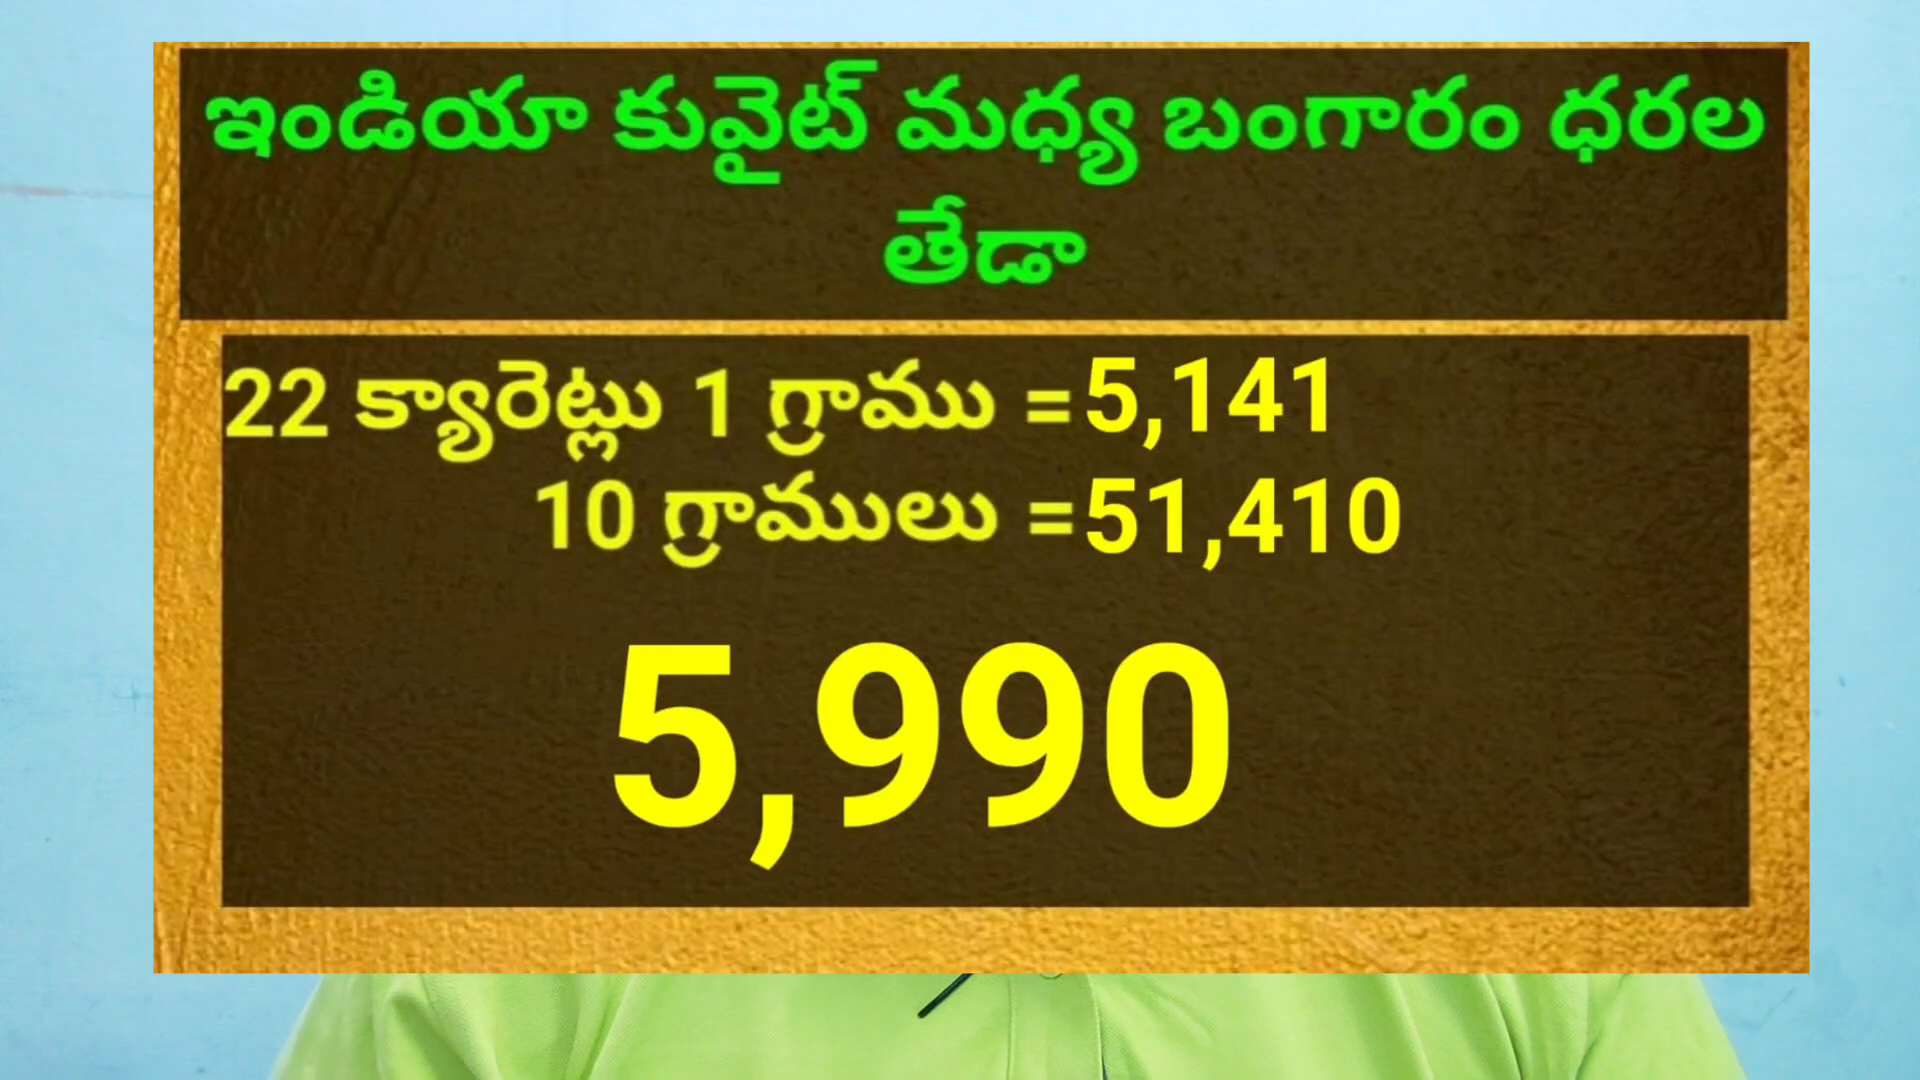 ఇండియా కువైట్ మధ్య బంగారం ధరల
తేడా
22 క్యారెట్లు 1 గ్రాము =5,141
10 గ్రాములు =51,410
5,990